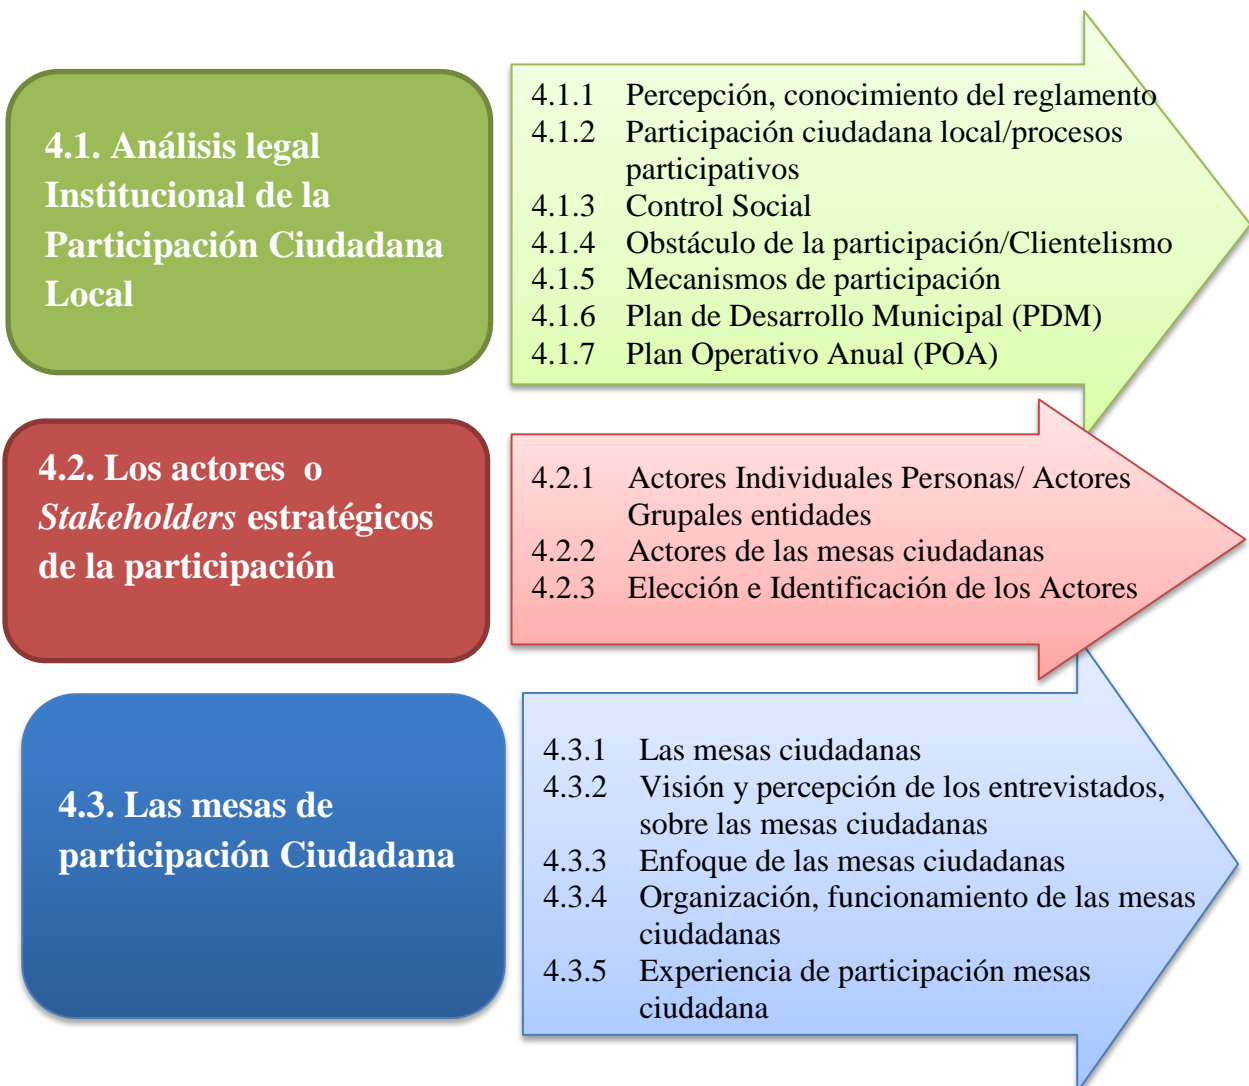 4.1. Análisis legal
Institucional de la
Participación Ciudadana
Local
4.1.1 Percepción, conocimiento del reglamento
4.1.2 Participación ciudadana local/procesos
participativos
4.1.3 Control Social
4.1.4 Obstáculo de la participación/Clientelismo
4.1.5 Mecanismos de participación
4.1.6 Plan de Desarrollo Municipal (PDM)
4.1.7 Plan Operativo Anual (POA)
4.2. Los actores o
Stakeholders estratégicos
de la participación
4.2.1 Actores Individuales Personas/ Actores
Grupales entidades
4.2.2 Actores de las mesas ciudadanas
4.2.3 Elección e Identificación de los Actores
4.3. Las mesas de
participación Ciudadana
4.3.1 Las mesas ciudadanas
4.3.2 Visión y percepción de los entrevistados,
sobre las mesas ciudadanas
4.3.3 Enfoque de las mesas ciudadanas
4.3.4 Organización, funcionamiento de las mesas
ciudadanas
4.3.5 Experiencia de participación mesas
ciudadana